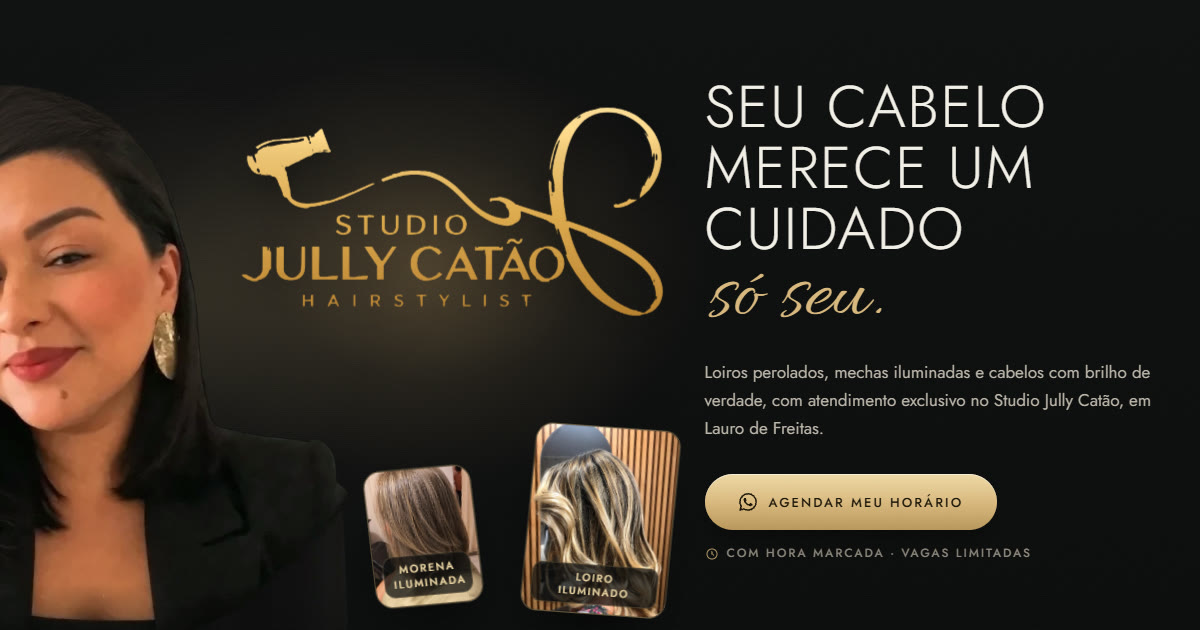 STUDIO
JULLY CATÃO
HAIRSTYLIST
SEU CABELO
MERECE UM
CUIDADO
só seu.
Loiros perolados, mechas iluminadas e cabelos com brilho de
verdade, com atendimento exclusivo no Studio Jully Catão, em
Lauro de Freitas.
AGENDAR MEU HORÁRIO
COM HORA MARCADA · VAGAS LIMITADAS
MORENA
ILUMINADA
LOIRO
ILUMINADO